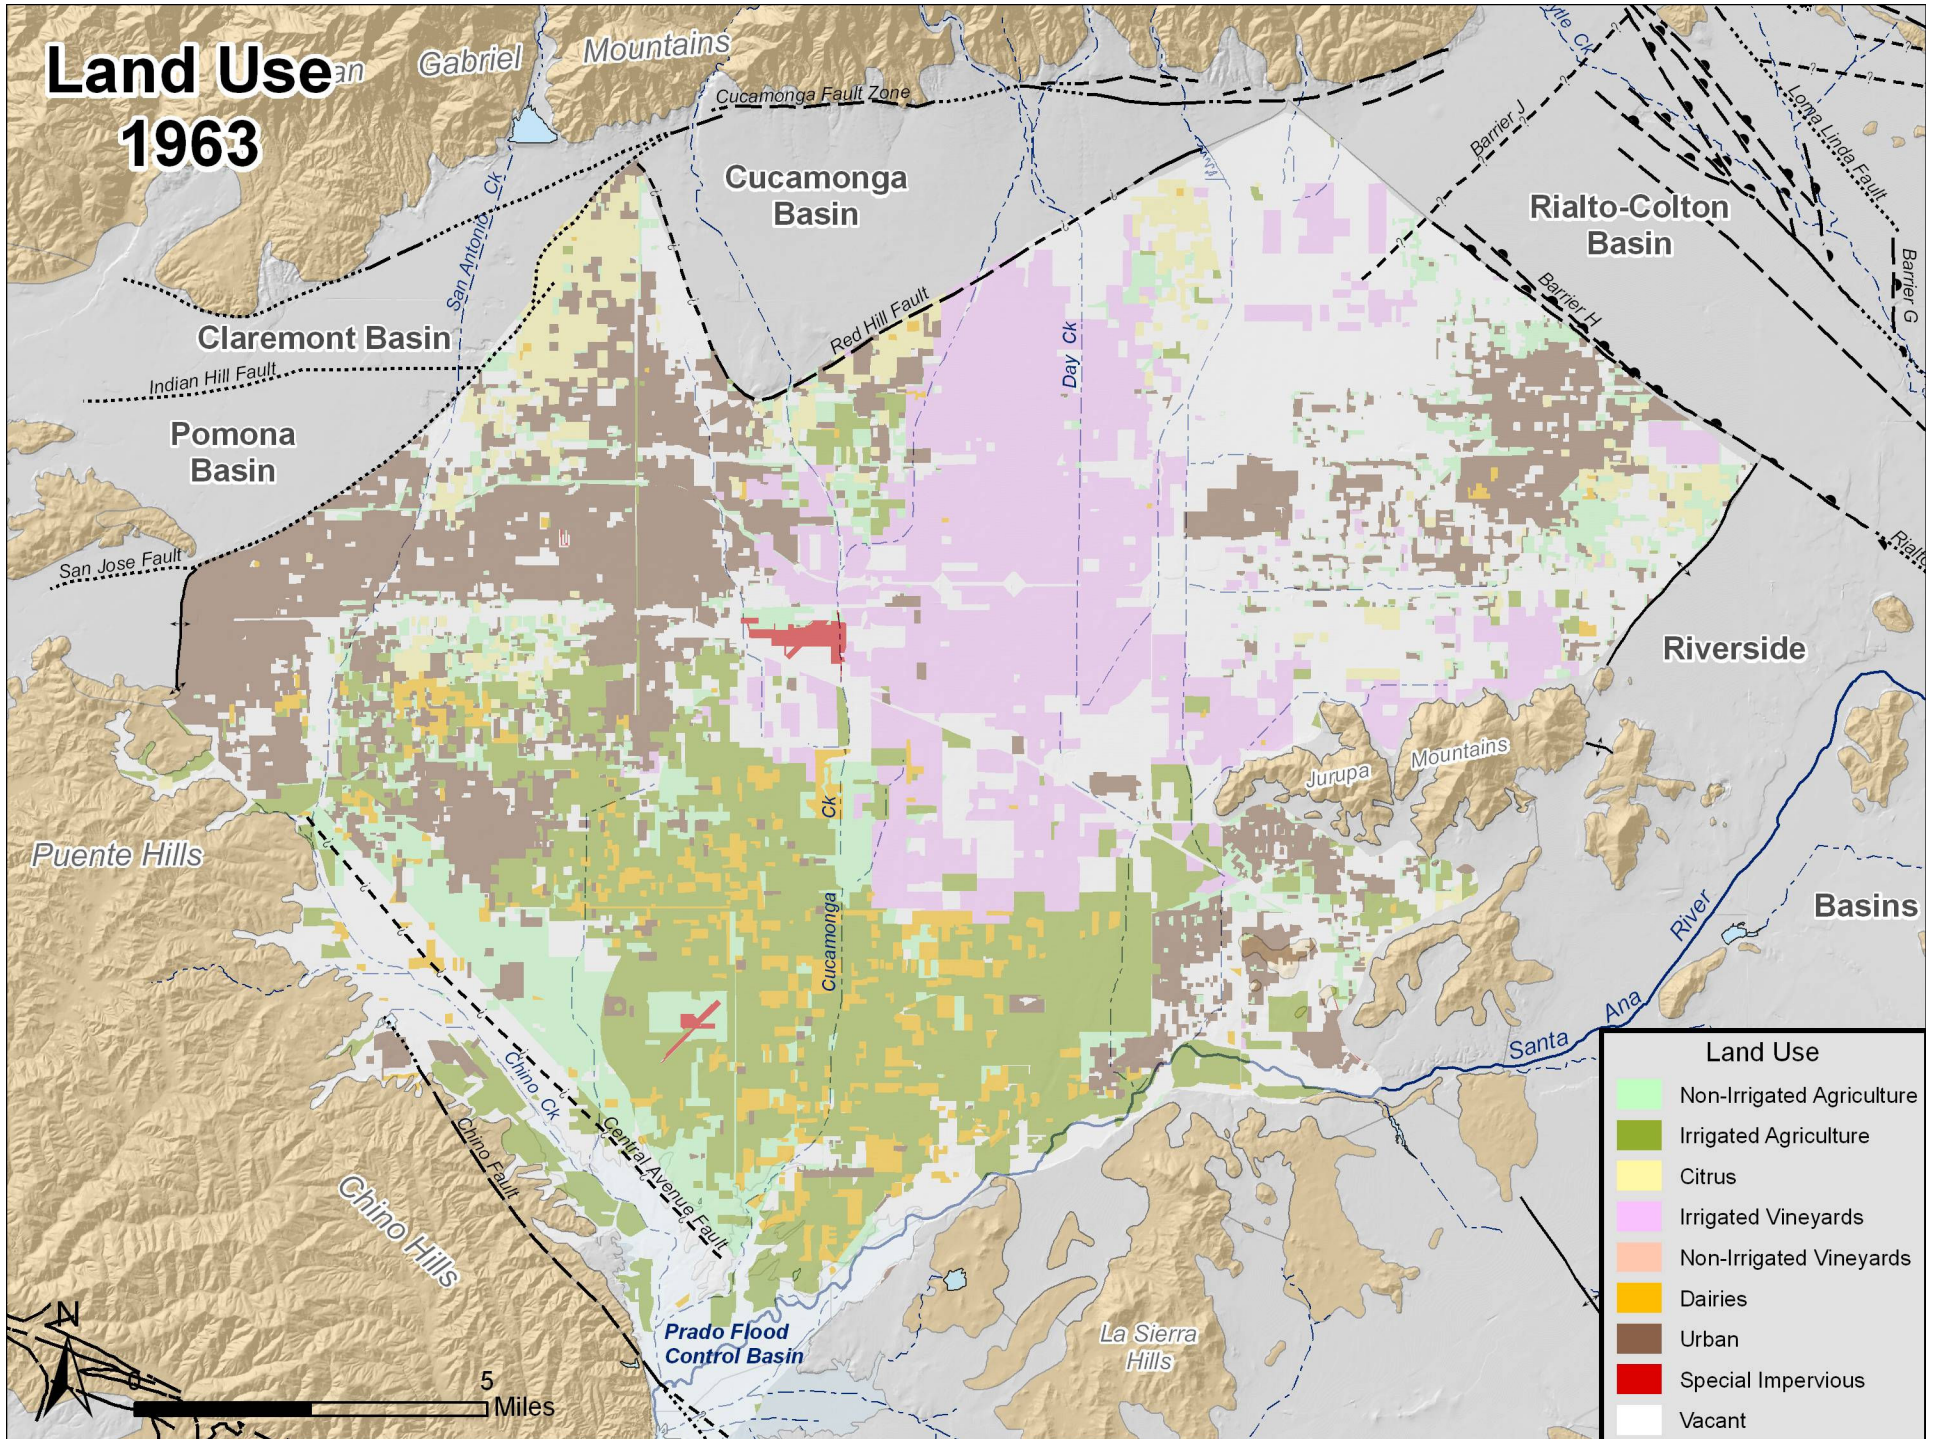 Land Use
1963
an Gabriel Mountains
Cucamonga Fault Zone
Lytle Ck
Barrier J
Loma Linda Fault
San Antonio Ck
Cucamonga
Basin
Rialto-Colton
Basin
Barrier G
Barrier H
Red Hill Fault
Day Ck
Claremont Basin
Indian Hill Fault
Pomona
Basin
San Jose Fault
Rialto
Riverside
Jurupa Mountains
Puente Hills
Cucamonga Ck
Basins
Santa Ana River
Chino Ck
Central Avenue Fault
Chino Fault
Chino Hills
Prado Flood
Control Basin
La Sierra
Hills
N
0 5
Miles
Land Use
Non-Irrigated Agriculture
Irrigated Agriculture
Citrus
Irrigated Vineyards
Non-Irrigated Vineyards
Dairies
Urban
Special Impervious
Vacant